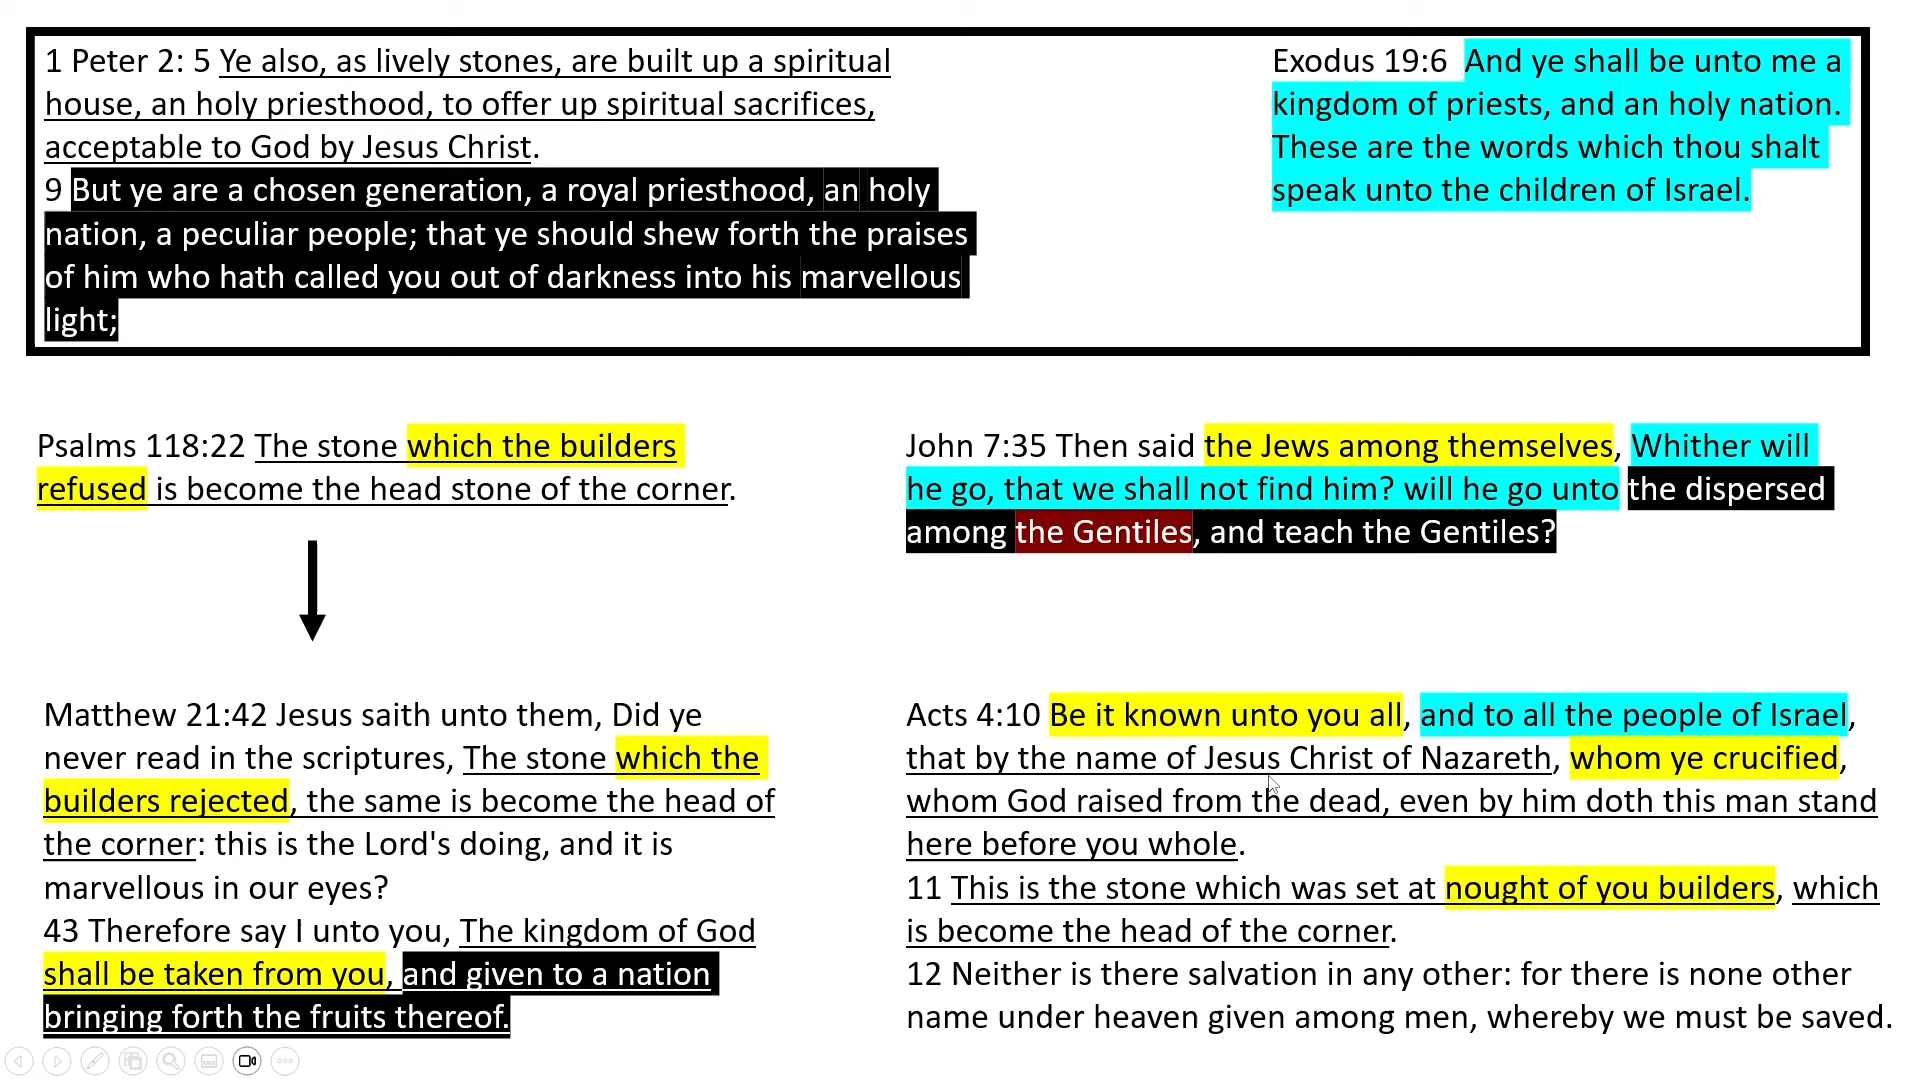 1 Peter 2: 5 Ye also, as lively stones, are built up a spiritual
house, an holy priesthood, to offer up spiritual sacrifices,
acceptable to God by Jesus Christ.
9 But ye are a chosen generation, a royal priesthood, an holy
nation, a peculiar people; that ye should shew forth the praises
of him who hath called you out of darkness into his marvellous
light;
Exodus 19:6 And ye shall be unto me a
kingdom of priests, and an holy nation.
These are the words which thou shalt
speak unto the children of Israel.
Psalms 118:22 The stone which the builders
refused is become the head stone of the corner.
John 7:35 Then said the Jews among themselves, Whither will
he go, that we shall not find him? will he go unto the dispersed
among the Gentiles, and teach the Gentiles?
Matthew 21:42 Jesus saith unto them, Did ye
never read in the scriptures, The stone which the
builders rejected, the same is become the head of
the corner: this is the Lord's doing, and it is
marvellous in our eyes?
43 Therefore say I unto you, The kingdom of God
shall be taken from you, and given to a nation
bringing forth the fruits thereof.
Acts 4:10 Be it known unto you all, and to all the people of Israel,
that by the name of Jesus Christ of Nazareth, whom ye crucified,
whom God raised from the dead, even by him doth this man stand
here before you whole.
11 This is the stone which was set at nought of you builders, which
is become the head of the corner.
12 Neither is there salvation in any other: for there is none other
name under heaven given among men, whereby we must be saved.